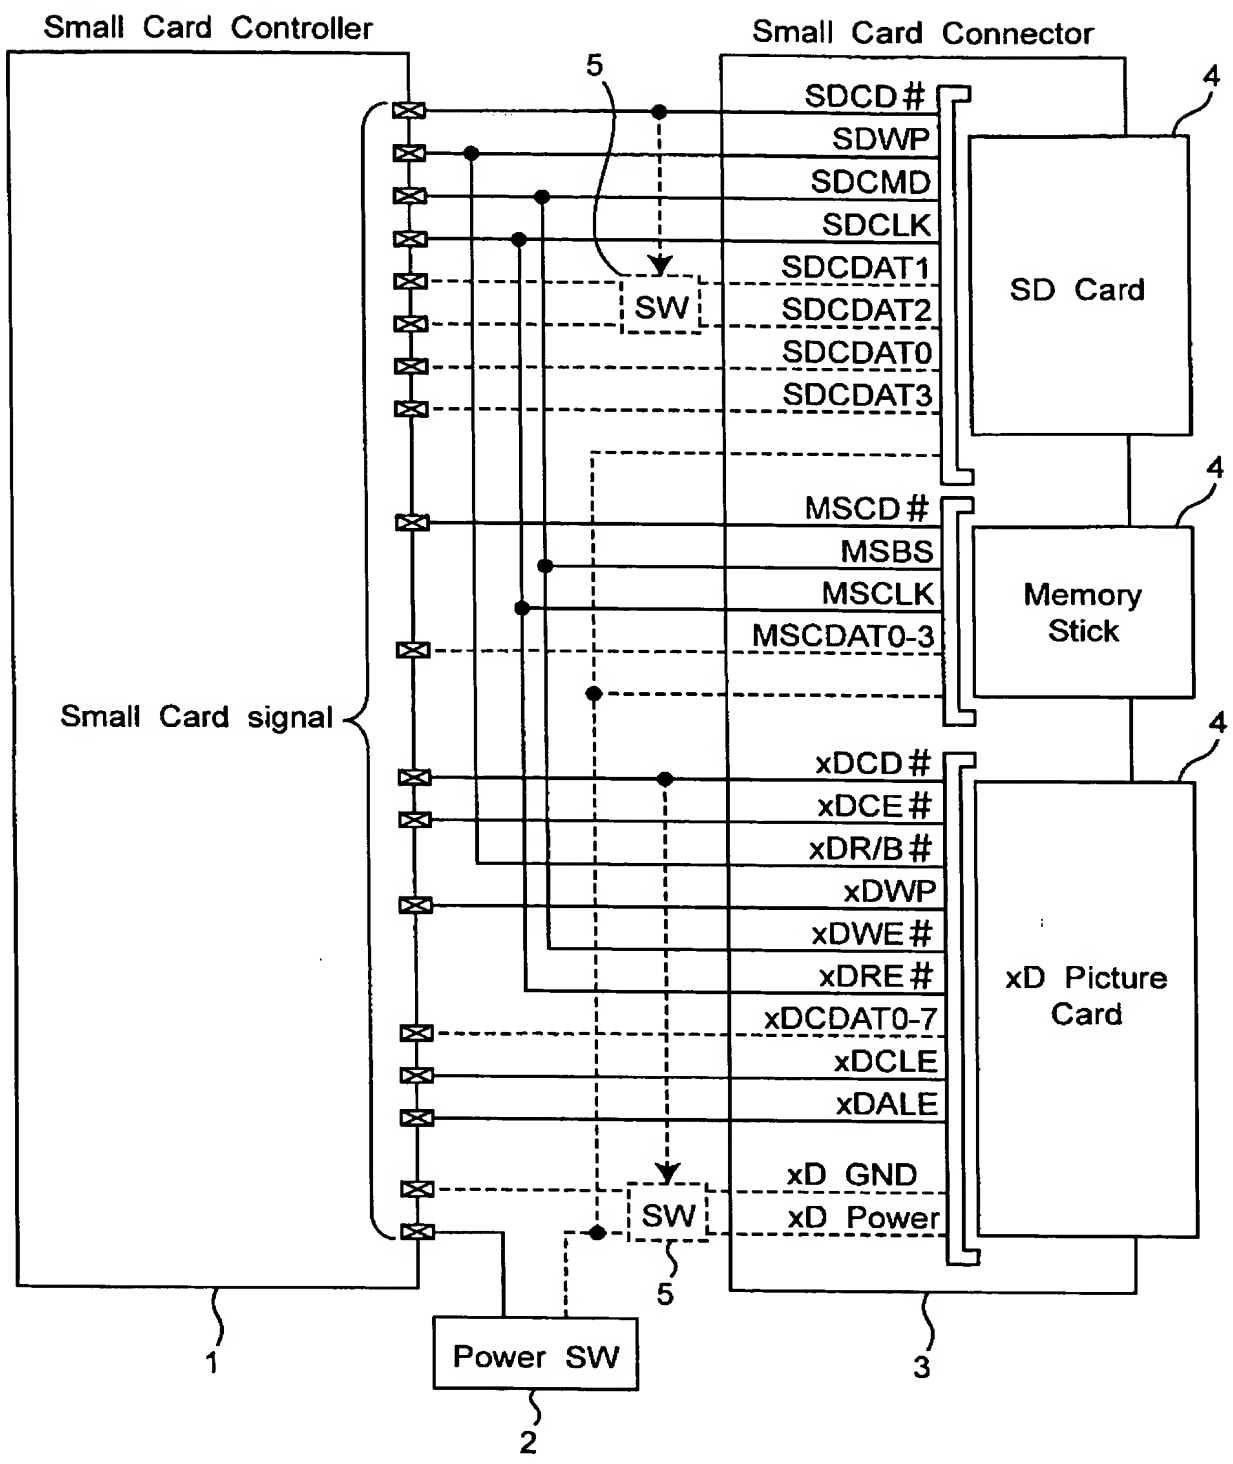 Small Card Controller
Small Card Connector
5
4
SDCD#
SDWP
SDCMD
SDCLK
SDCDAT1
SW
SDCDAT2
SD Card
SDCDAT0
SDCDAT3
4
MSCD#
MSBS
MSCLK
MSCDAT0-3
Memory
Stick
Small Card signal
4
xDCD#
xDCE#
xDR/B#
xDWP
xDWE#
xDRE#
xD Picture
Card
xDCDAT0-7
xDCLE
xDALE
xD GND
SW
xD Power
5
1
Power SW
3
2